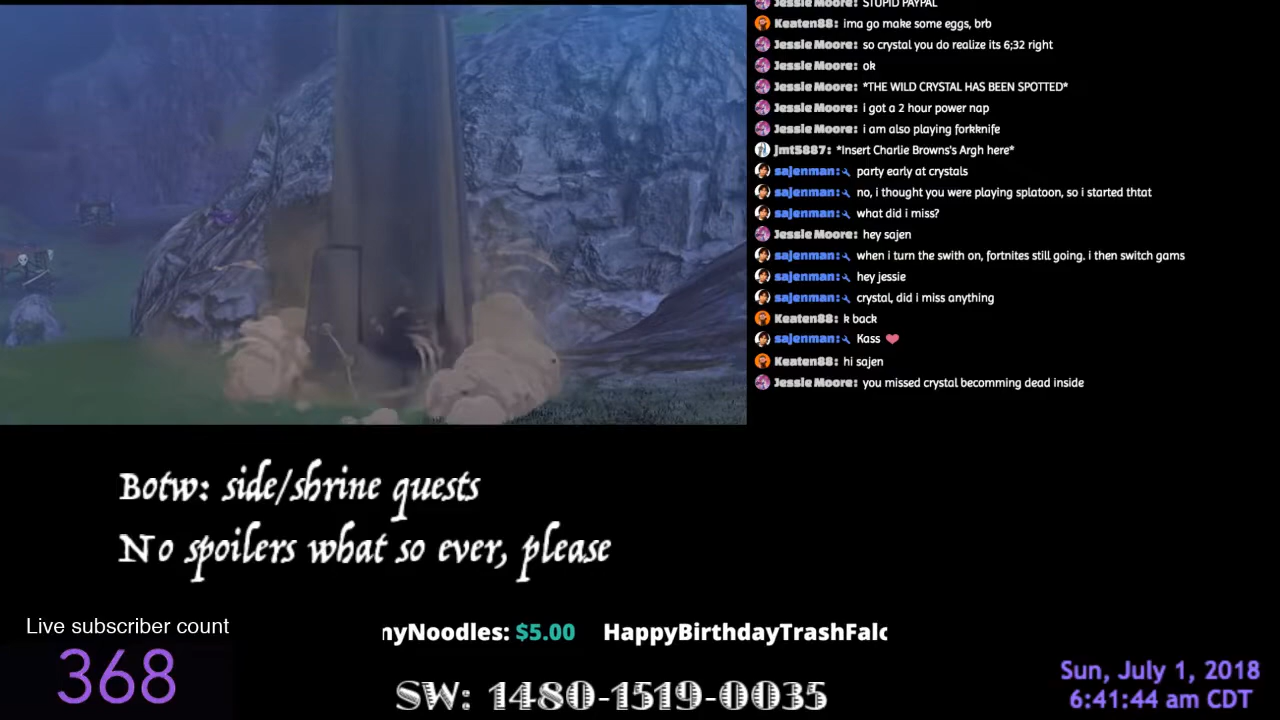 Jessie Moore: STUPID PAYPAL
Keaten88: ima go make some eggs, brb
Jessie Moore: so crystal you do realize its 6;32 right
Jessie Moore: ok
Jessie Moore: *THE WILD CRYSTAL HAS BEEN SPOTTED*
Jessie Moore: i got a 2 hour power nap
Jessie Moore: i am also playing forkknife
JmtS887: *Insert Charlie Browns's Argh here*
sajenman: party early at crystals
sajenman: no, i thought you were playing splatoon, so i started thtat
sajenman: what did i miss?
Jessie Moore: hey sajen
sajenman: when i turn the swith on, fortnites still going. i then switch gams
sajenman: hey jessie
sajenman: crystal, did i miss anything
Keaten88: k back
sajenman: Kass ❤
Keaten88: hi sajen
Jessie Moore: you missed crystal becomming dead inside
Botw: side/shrine quests
No spoilers what so ever, please
Live subscriber count
368
nyNoodles: $5.00 HappyBirthdayTrashFalc
SW: 1480-1519-0035
Sun, July 1, 2018
6:41:44 am CDT